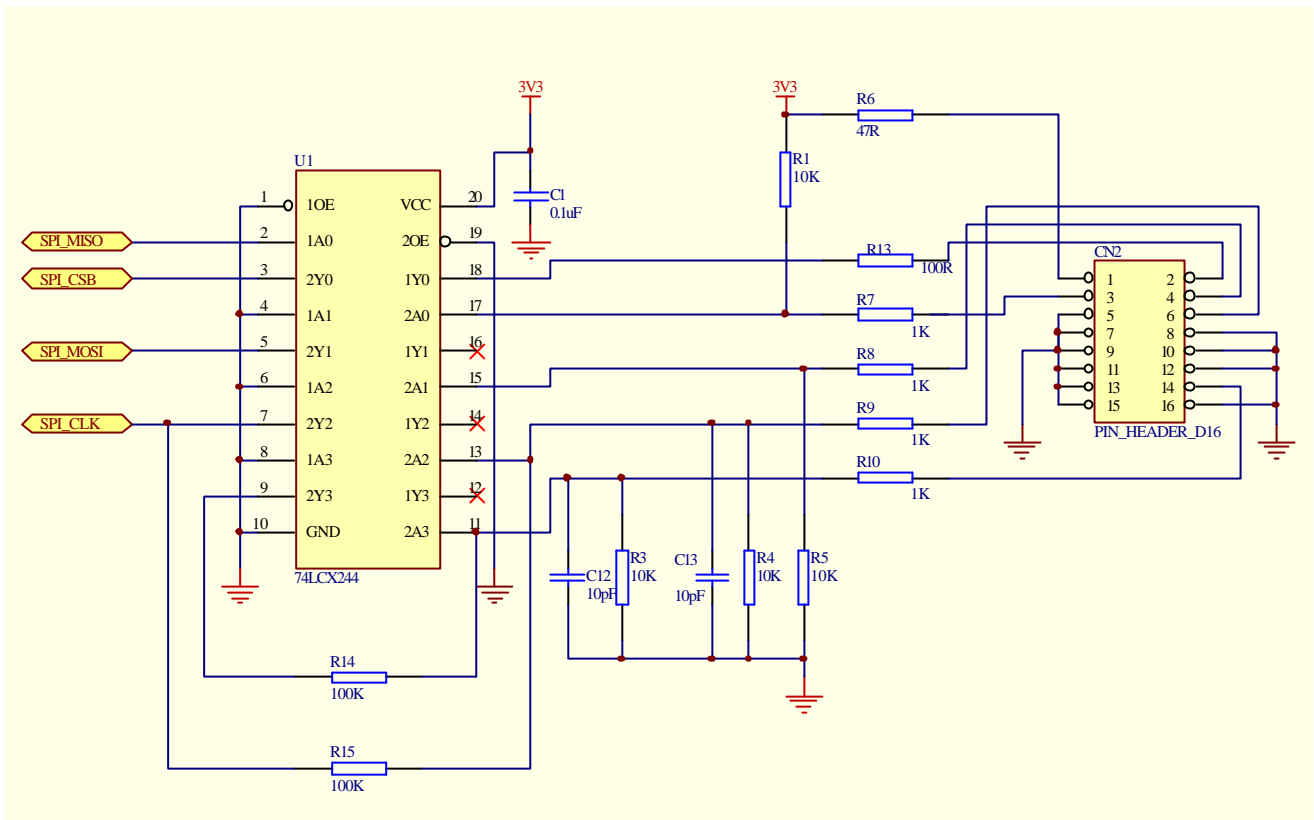 3V3
3V3
R6
47R
R1
10K
U1
1 1OE VCC 20
C1
0.1uF
SPI_MISO 2 1A0 2OE 19
SPI_CSB 3 2Y0 1Y0 18
R13
100R
CN2
4 1A1 2A0 17
R7
1K
SPI_MOSI 5 2Y1 1Y1 16
6 1A2 2A1 15
R8
1K
SPI_CLK 7 2Y2 1Y2 14
R9
1K
8 1A3 2A2 13
9 2Y3 1Y3 12
R10
1K
10 GND 2A3 11
74LCX244
1 2
3 4
5 6
7 8
9 10
11 12
13 14
15 16
PIN_HEADER_D16
C12
10pF
R3
10K
C13
10pF
R4
10K
R5
10K
R14
100K
R15
100K